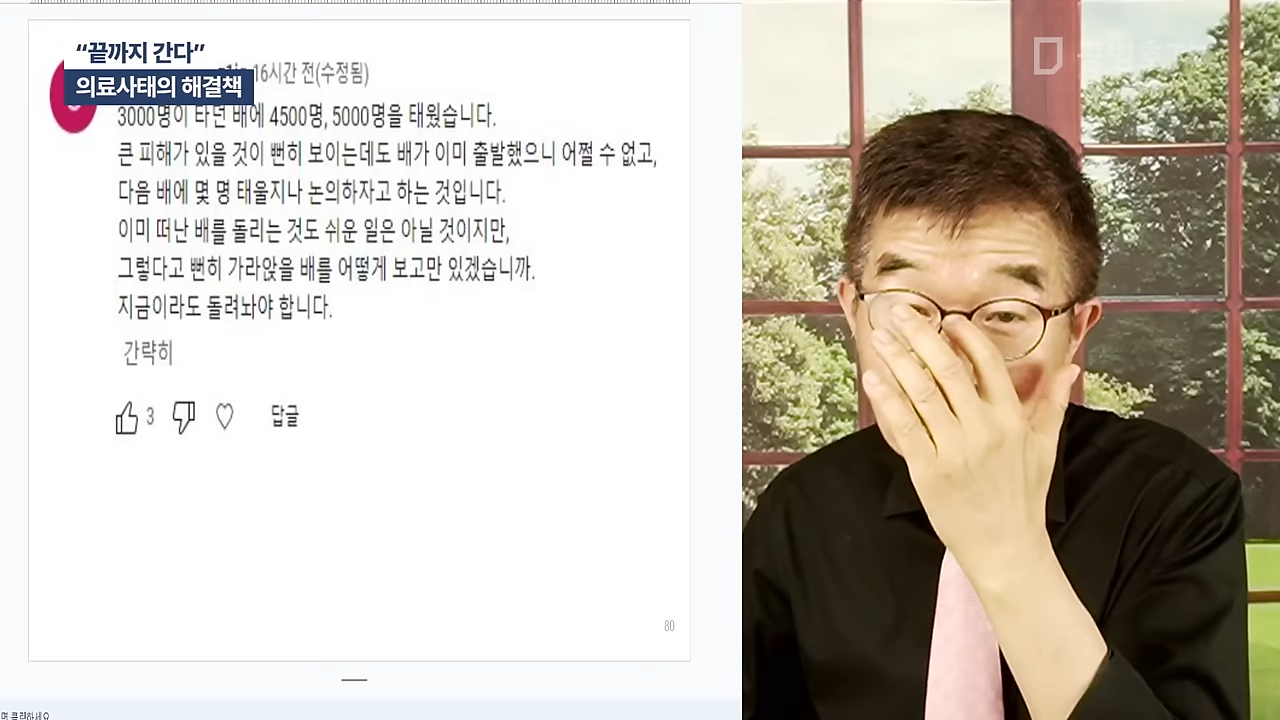 “끝까지 간다”
의료사태의 해결책
16시간 전(수정됨)
3000명이 타던 배에 4500명, 5000명을 태웠습니다.
큰 피해가 있을 것이 뻔히 보이는데도 배가 이미 출발했으니 어쩔 수 없고,
다음 배에 몇 명 태울지나 논의하자고 하는 것입니다.
이미 떠난 배를 돌리는 것도 쉬운 일은 아닐 것이지만,
그렇다고 뻔히 가라앉을 배를 어떻게 보고만 있겠습니까.
지금이라도 돌려놔야 합니다.
간략히
3
답글
80